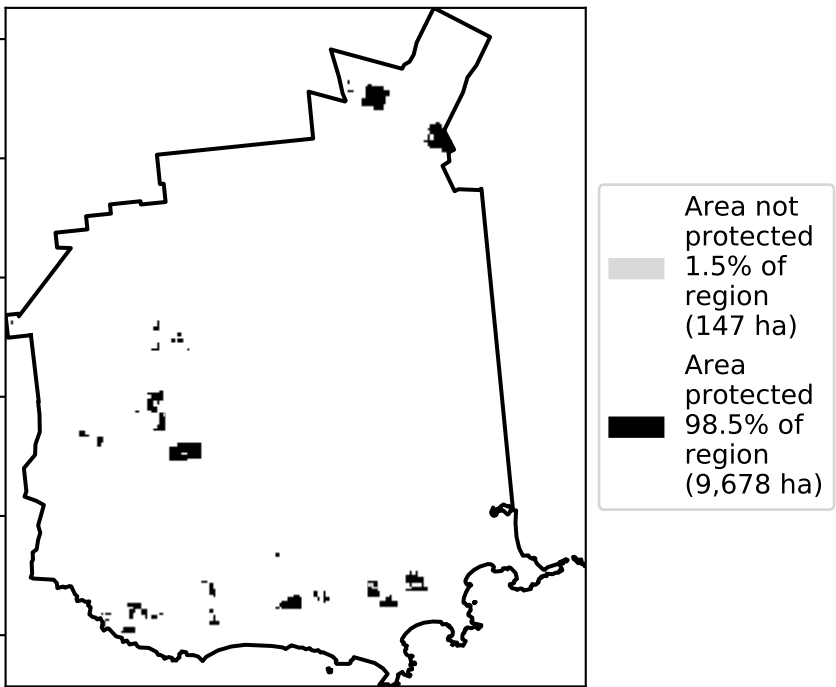 Area not
protected
1.5% of
region
(147 ha)
Area
protected
98.5% of
region
(9,678 ha)